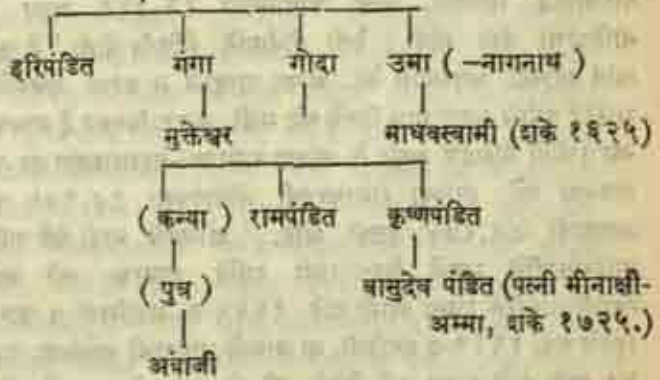 हरिपंडित गंगा गोदा उमा ( –नागनाथ )
मुक्तेश्वर माधवस्वामी (शके १६२५)
( कन्या ) रामपंडित कृष्णपंडित
( पुत्र ) वासुदेव पंडित (पत्नी मीनाक्षी-
अम्मा, शके १७२५.)
अंबाजी